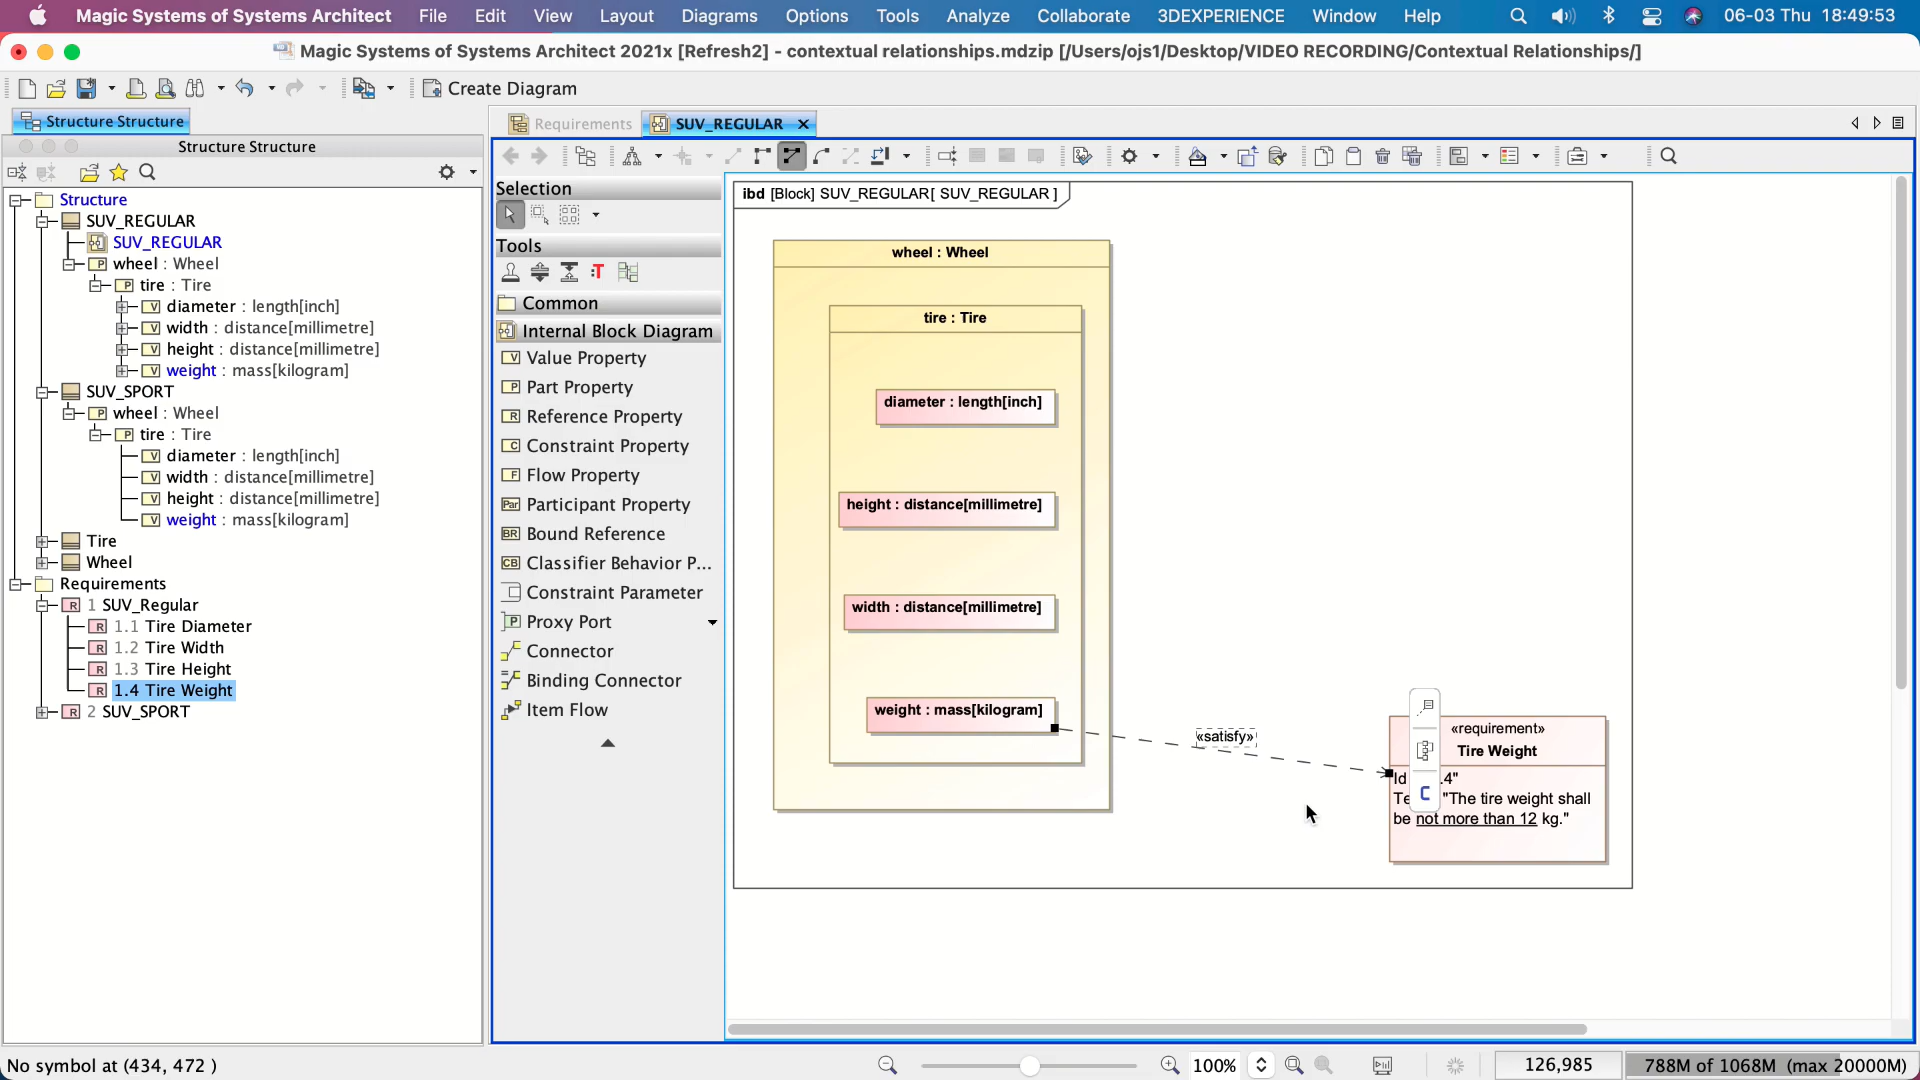 Magic Systems of Systems Architect File Edit View Layout Diagrams Options Tools Analyze Collaborate 3DEXPERIENCE Window Help 06-03 Thu 18:49:53
Magic Systems of Systems Architect 2021x [Refresh2] - contextual relationships.mdzip [/Users/ojs1/Desktop/VIDEO RECORDING/Contextual Relationships/]
Create Diagram
Structure Structure
Structure Structure
Structure
SUV_REGULAR
SUV_REGULAR
wheel : Wheel
tire : Tire
diameter : length[inch]
width : distance[millimetre]
height : distance[millimetre]
weight : mass[kilogram]
SUV_SPORT
wheel : Wheel
tire : Tire
diameter : length[inch]
width : distance[millimetre]
height : distance[millimetre]
weight : mass[kilogram]
Tire
Wheel
Requirements
1 SUV_Regular
1.1 Tire Diameter
1.2 Tire Width
1.3 Tire Height
1.4 Tire Weight
2 SUV_SPORT
Requirements
SUV_REGULAR
Selection
Tools
Common
Internal Block Diagram
Value Property
Part Property
Reference Property
Constraint Property
Flow Property
Participant Property
Bound Reference
Classifier Behavior P...
Constraint Parameter
Proxy Port
Connector
Binding Connector
Item Flow
ibd [Block] SUV_REGULAR[ SUV_REGULAR ]
wheel : Wheel
tire : Tire
diameter : length[inch]
height : distance[millimetre]
width : distance[millimetre]
weight : mass[kilogram]
«satisfy»
«requirement»
Tire Weight
Id .4"
Te "The tire weight shall
be not more than 12 kg."
No symbol at (434, 472 )
100%
126,985
788M of 1068M (max 20000M)